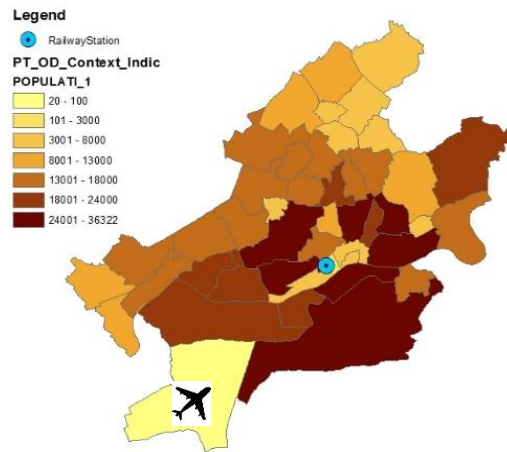 Legend
RailwayStation
PT_OD_Context_Indic
POPULATI_1
20 - 100
101 - 3000
3001 - 8000
8001 - 13000
13001 - 18000
18001 - 24000
24001 - 36322